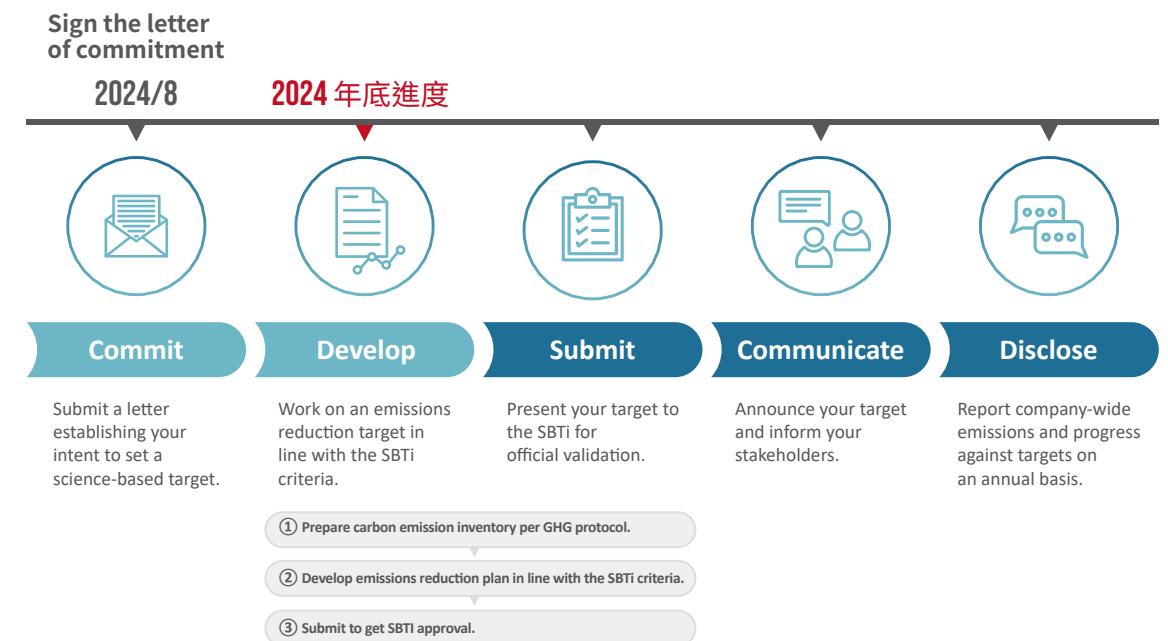 Sign the letter
of commitment
2024/8
2024 年底進度
Commit
Develop
Submit
Communicate
Disclose
Submit a letter
establishing your
intent to set a
science-based target.
Work on an emissions
reduction target in
line with the SBTi
criteria.
Present your target to
the SBTi for
official validation.
Announce your target
and inform your
stakeholders.
Report company-wide
emissions and progress
against targets on
an annual basis.
① Prepare carbon emission inventory per GHG protocol.
② Develop emissions reduction plan in line with the SBTi criteria.
③ Submit to get SBTI approval.